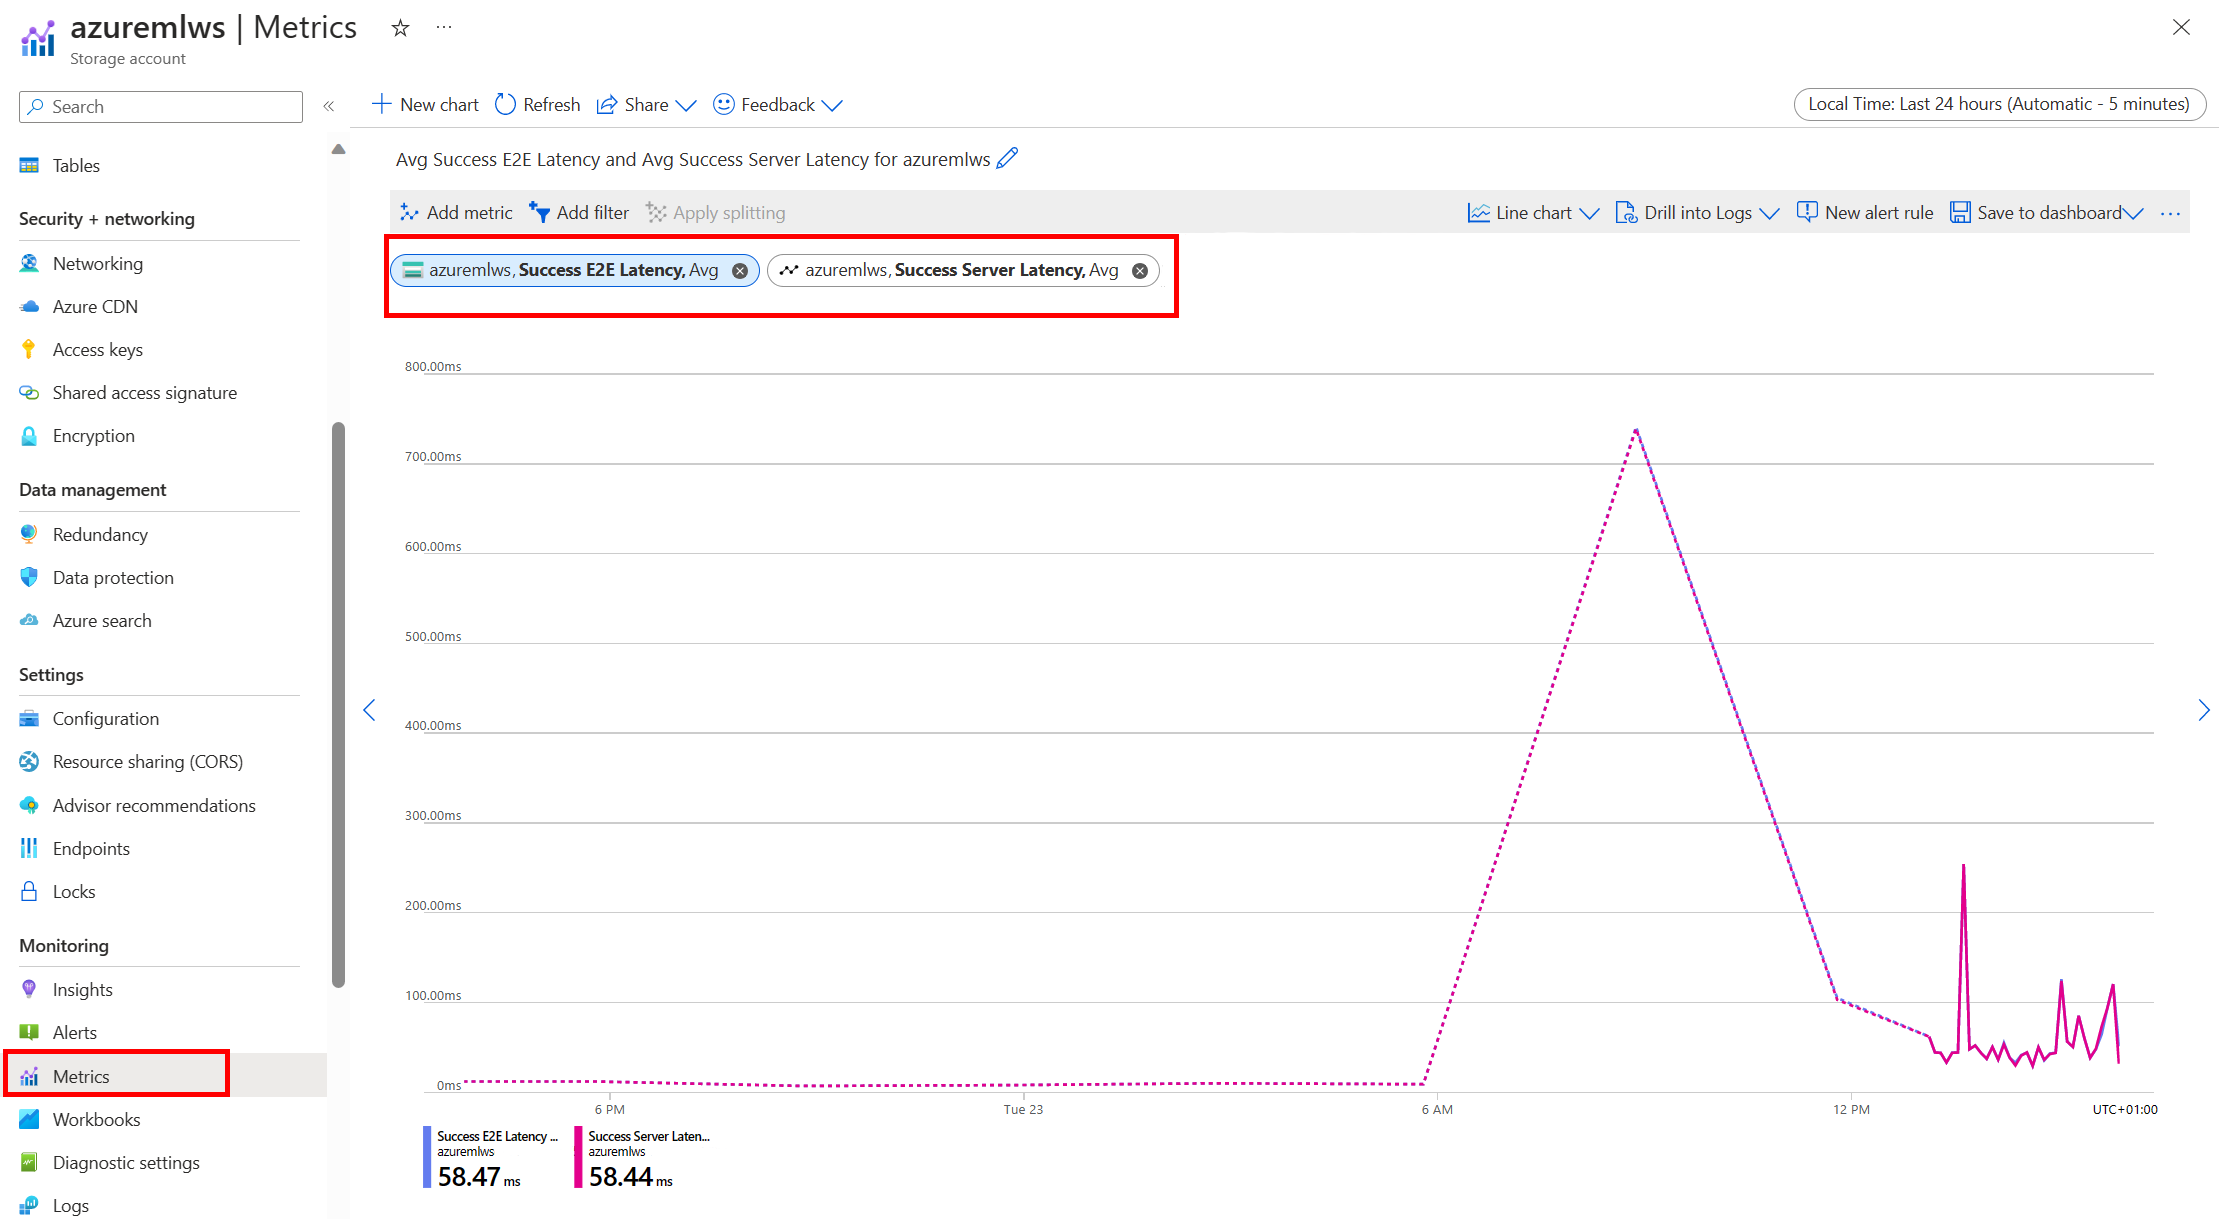 azuremlws | Metrics
Storage account
Search
New chart
Refresh
Share
Feedback
Local Time: Last 24 hours (Automatic - 5 minutes)
Tables
Security + networking
Networking
Azure CDN
Access keys
Shared access signature
Encryption
Data management
Redundancy
Data protection
Azure search
Settings
Configuration
Resource sharing (CORS)
Advisor recommendations
Endpoints
Locks
Monitoring
Insights
Alerts
Metrics
Workbooks
Diagnostic settings
Logs
Avg Success E2E Latency and Avg Success Server Latency for azuremlws
Add metric
Add filter
Apply splitting
Line chart
Drill into Logs
New alert rule
Save to dashboard
azuremlws, Success E2E Latency, Avg
azuremlws, Success Server Latency, Avg
800.00ms
700.00ms
600.00ms
500.00ms
400.00ms
300.00ms
200.00ms
100.00ms
0ms
6 PM
Tue 23
6 AM
12 PM
UTC+01:00
Success E2E Latency ...
azuremlws
58.47 ms
Success Server Laten...
azuremlws
58.44 ms